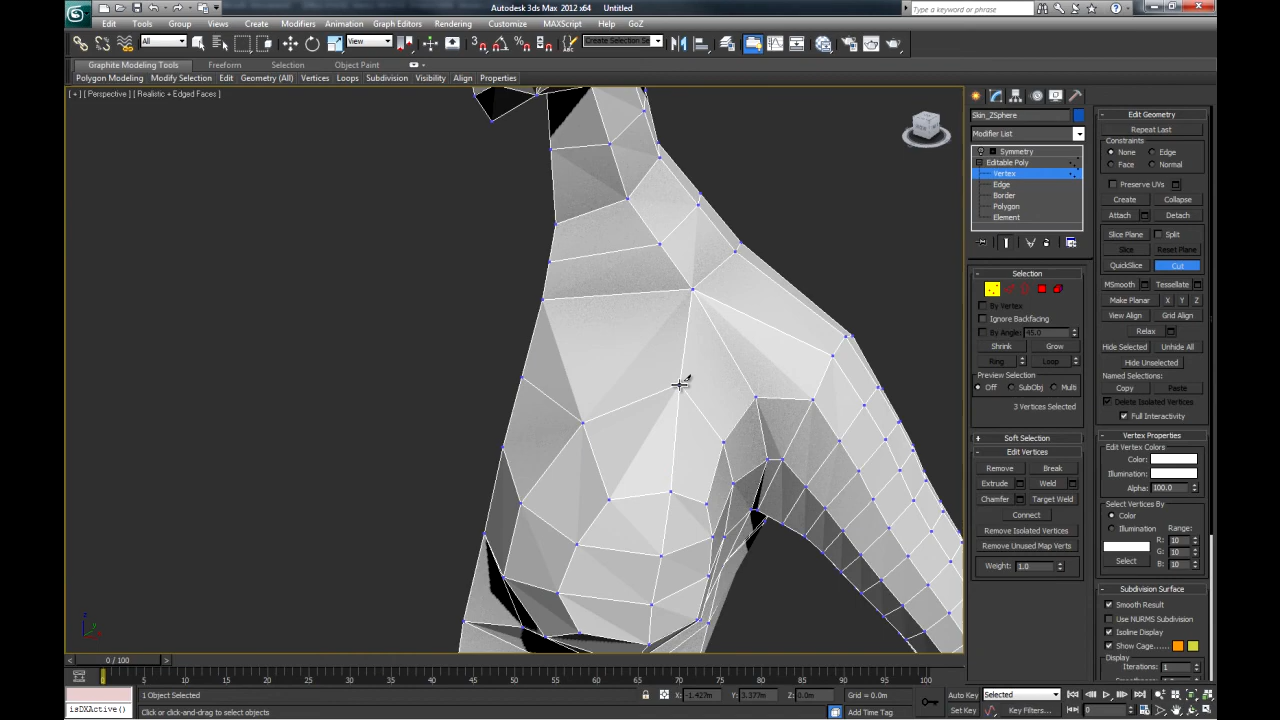 Autodesk 3ds Max 2012 x64 Untitled
Type a keyword or phrase
Edit Tools Group Views Create Modifiers Animation Graph Editors Rendering Customize MAXScript Help GoZ
All View Create Selection Se
Graphite Modeling Tools Freeform Selection Object Paint
Polygon Modeling Modify Selection Edit Geometry (All) Vertices Loops Subdivision Visibility Align Properties
[ + ] [ Perspective ] [ Realistic + Edged Faces ]
Skin_ZSphere
Modifier List
Symmetry
Editable Poly
Vertex
Edge
Border
Polygon
Element
Selection
By Vertex
Ignore Backfacing
By Angle: 45.0
Shrink Grow
Ring Loop
Preview Selection
Off SubObj Multi
3 Vertices Selected
Soft Selection
Edit Vertices
Remove Break
Extrude Weld
Chamfer Target Weld
Connect
Remove Isolated Vertices
Remove Unused Map Verts
Weight: 1.0
Edit Geometry
Repeat Last
Constraints
None Edge
Face Normal
Preserve UVs
Create Collapse
Attach Detach
Slice Plane Split
Slice Reset Plane
QuickSlice Cut
MSmooth Tessellate
Make Planar X Y Z
View Align Grid Align
Relax
Hide Selected Unhide All
Hide Unselected
Named Selections:
Copy Paste
Delete Isolated Vertices
Full Interactivity
Vertex Properties
Edit Vertex Colors
Color:
Illumination:
Alpha: 100.0
Select Vertices By
Color
Illumination Range:
R: 10
G: 10
Select B: 10
Subdivision Surface
Smooth Result
Use NURMS Subdivision
Isoline Display
Show Cage......
Display
Iterations: 1
0 / 100
0 5 10 15 20 25 30 35 40 45 50 55 60 65 70 75 80 85 90 95 100
1 Object Selected X: -1.427m Y: 3.377m Z: 0.0m Grid = 0.0m Auto Key Selected
isDXActive() Click or click-and-drag to select objects Add Time Tag Set Key Key Filters... 0